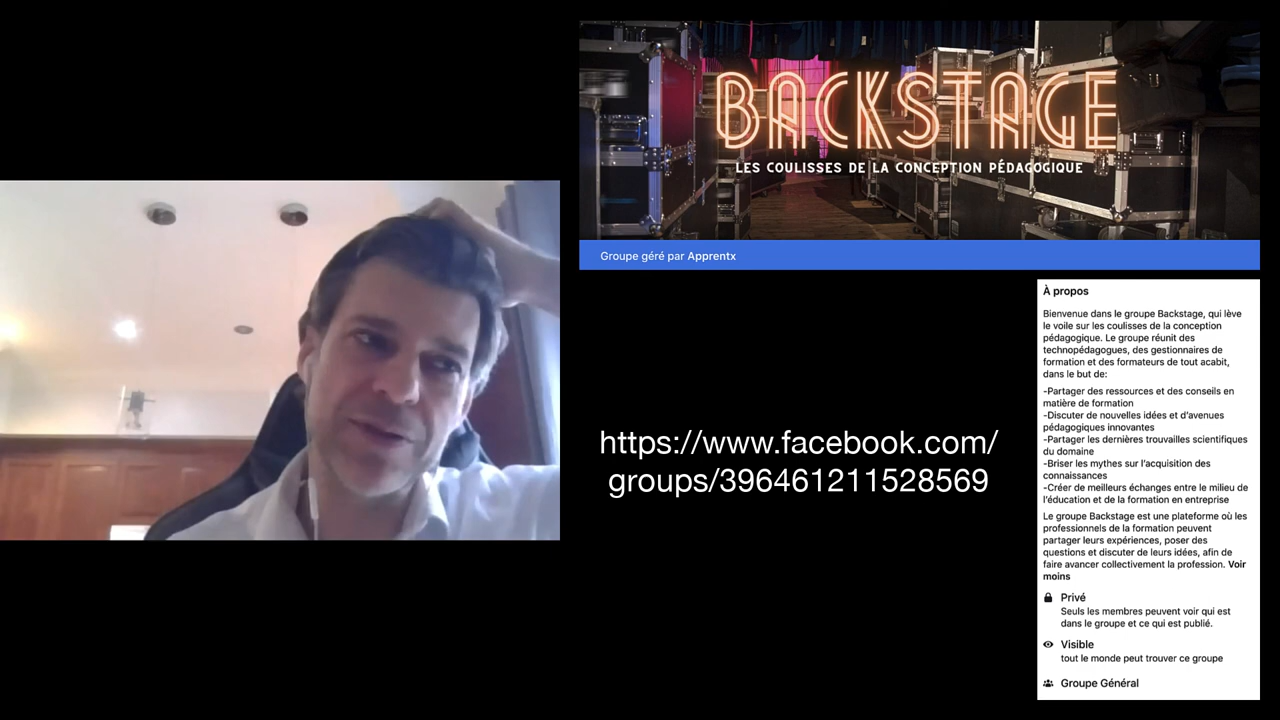 BACKSTAGE
LES COULISSES DE LA CONCEPTION PÉDAGOGIQUE
Groupe géré par Apprentx
https://www.facebook.com/
groups/396461211528569
À propos
Bienvenue dans le groupe Backstage, qui lève
le voile sur les coulisses de la conception
pédagogique. Le groupe réunit des
technopédagogues, des gestionnaires de
formation et des formateurs de tout acabit,
dans le but de:
-Partager des ressources et des conseils en
matière de formation
-Discuter de nouvelles idées et d'avenues
pédagogiques innovantes
-Partager les dernières trouvailles scientifiques
du domaine
-Briser les mythes sur l'acquisition des
connaissances
-Créer de meilleurs échanges entre le milieu de
l'éducation et de la formation en entreprise
Le groupe Backstage est une plateforme où les
professionnels de la formation peuvent
partager leurs expériences, poser des
questions et discuter de leurs idées, afin de
faire avancer collectivement la profession. Voir
moins
Privé
Seuls les membres peuvent voir qui est
dans le groupe et ce qui est publié.
Visible
tout le monde peut trouver ce groupe
Groupe Général